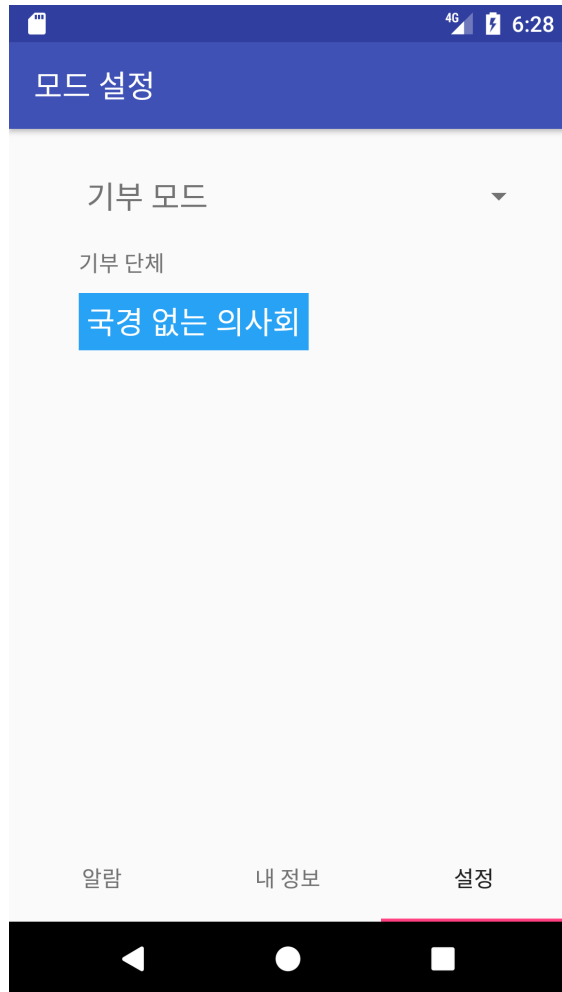 4G 6:28
모드 설정
기부 모드
기부 단체
국경 없는 의사회
알람 내 정보 설정